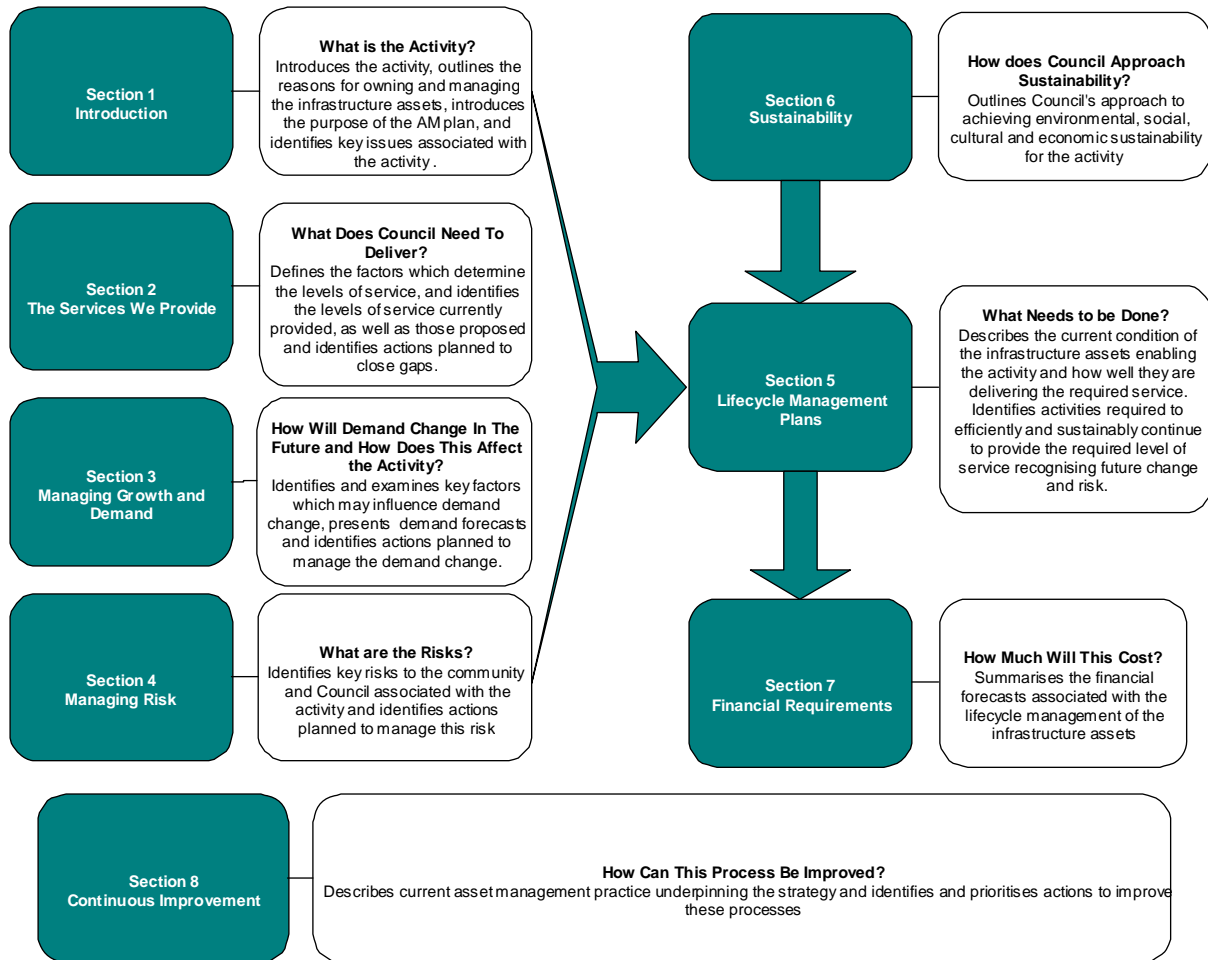 Section 1
Introduction
What is the Activity?
Introduces the activity, outlines the
reasons for owning and managing
the infrastructure assets, introduces
the purpose of the AM plan, and
identifies key issues associated with
the activity .
Section 2
The Services We Provide
What Does Council Need To
Deliver?
Defines the factors which determine
the levels of service, and identifies
the levels of service currently
provided, as well as those proposed
and identifies actions planned to
close gaps.
Section 3
Managing Growth and
Demand
How Will Demand Change In The
Future and How Does This Affect
the Activity?
Identifies and examines key factors
which may influence demand
change, presents demand forecasts
and identifies actions planned to
manage the demand change.
Section 4
Managing Risk
What are the Risks?
Identifies key risks to the community
and Council associated with the
activity and identifies actions
planned to manage this risk
Section 6
Sustainability
How does Council Approach
Sustainability?
Outlines Council's approach to
achieving environmental, social,
cultural and economic sustainability
for the activity
Section 5
Lifecycle Management
Plans
What Needs to be Done?
Describes the current condition of
the infrastructure assets enabling
the activity and how well they are
delivering the required service.
Identifies activities required to
efficiently and sustainably continue
to provide the required level of
service recognising future change
and risk.
Section 7
Financial Requirements
How Much Will This Cost?
Summarises the financial
forecasts associated with the
lifecycle management of the
infrastructure assets
Section 8
Continuous Improvement
How Can This Process Be Improved?
Describes current asset management practice underpinning the strategy and identifies and prioritises actions to improve
these processes